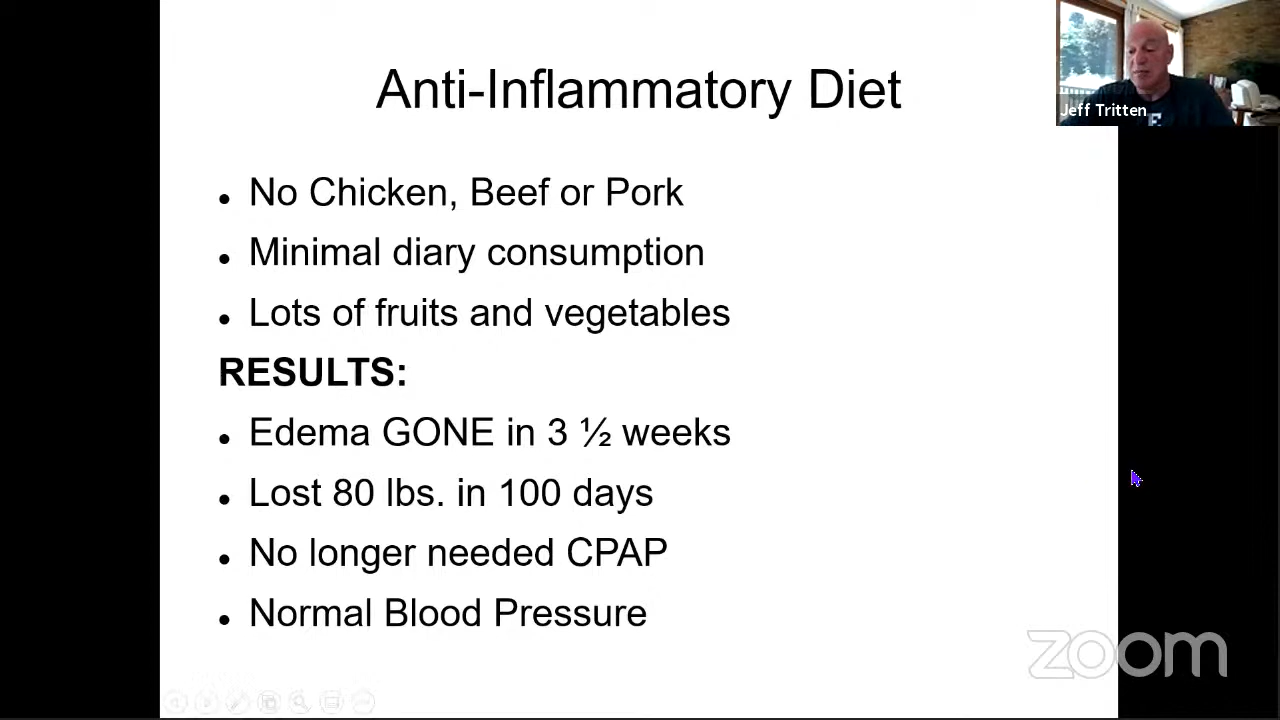 Anti-Inflammatory Diet
Jeff Tritten
No Chicken, Beef or Pork
Minimal diary consumption
Lots of fruits and vegetables
RESULTS:
Edema GONE in 3 ½ weeks
Lost 80 lbs. in 100 days
No longer needed CPAP
Normal Blood Pressure
zoom